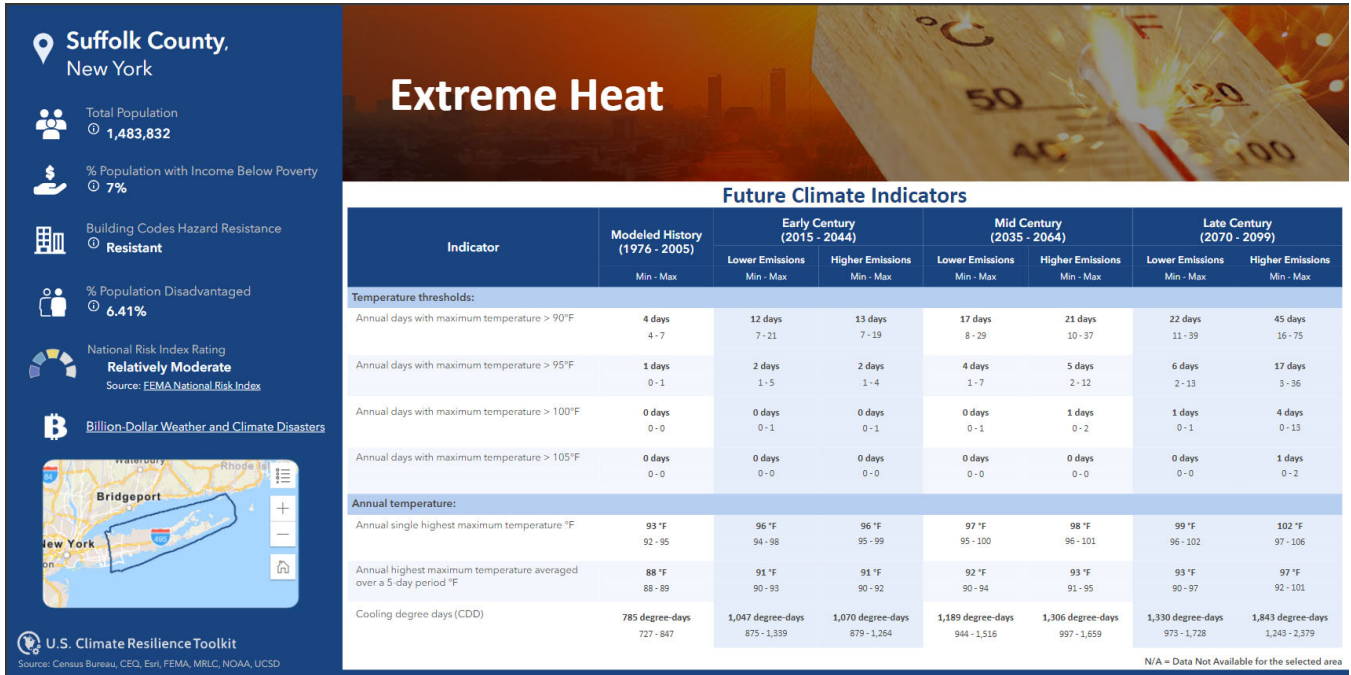 Suffolk County,
New York
Total Population
1,483,832
% Population with Income Below Poverty
7%
Building Codes Hazard Resistance
Resistant
% Population Disadvantaged
6.41%
National Risk Index Rating
Relatively Moderate
Source: FEMA National Risk Index
Billion-Dollar Weather and Climate Disasters
Waterbury
Rhode Isl
84
Bridgeport
495
New York
U.S. Climate Resilience Toolkit
Source: Census Bureau, CEQ, Esri, FEMA, MRLC, NOAA, UCSD
Extreme Heat
°C °F
50 120
40 100
Future Climate Indicators
Indicator Modeled History (1976 - 2005) Early Century (2015 - 2044) Mid Century (2035 - 2064) Late Century (2070 - 2099)
Lower Emissions Higher Emissions Lower Emissions Higher Emissions Lower Emissions Higher Emissions
Min - Max Min - Max Min - Max Min - Max Min - Max Min - Max Min - Max
Temperature thresholds:
Annual days with maximum temperature > 90°F 4 days 12 days 13 days 17 days 21 days 22 days 45 days
4 - 7 7 - 21 7 - 19 8 - 29 10 - 37 11 - 39 16 - 75
Annual days with maximum temperature > 95°F 1 days 2 days 2 days 4 days 5 days 6 days 17 days
0 - 1 1 - 5 1 - 4 1 - 7 2 - 12 2 - 13 3 - 36
Annual days with maximum temperature > 100°F 0 days 0 days 0 days 0 days 1 days 1 days 4 days
0 - 0 0 - 1 0 - 1 0 - 1 0 - 2 0 - 1 0 - 13
Annual days with maximum temperature > 105°F 0 days 0 days 0 days 0 days 0 days 0 days 1 days
0 - 0 0 - 0 0 - 0 0 - 0 0 - 0 0 - 0 0 - 2
Annual temperature:
Annual single highest maximum temperature °F 93 °F 96 °F 96 °F 97 °F 98 °F 99 °F 102 °F
92 - 95 94 - 98 95 - 99 95 - 100 96 - 101 96 - 102 97 - 106
Annual highest maximum temperature averaged over a 5-day period °F 88 °F 91 °F 91 °F 92 °F 93 °F 93 °F 97 °F
88 - 89 90 - 93 90 - 92 90 - 94 91 - 95 90 - 97 92 - 101
Cooling degree days (CDD) 785 degree-days 1,047 degree-days 1,070 degree-days 1,189 degree-days 1,306 degree-days 1,330 degree-days 1,843 degree-days
727 - 847 875 - 1,339 879 - 1,264 944 - 1,516 997 - 1,659 973 - 1,728 1,243 - 2,379
N/A = Data Not Available for the selected area